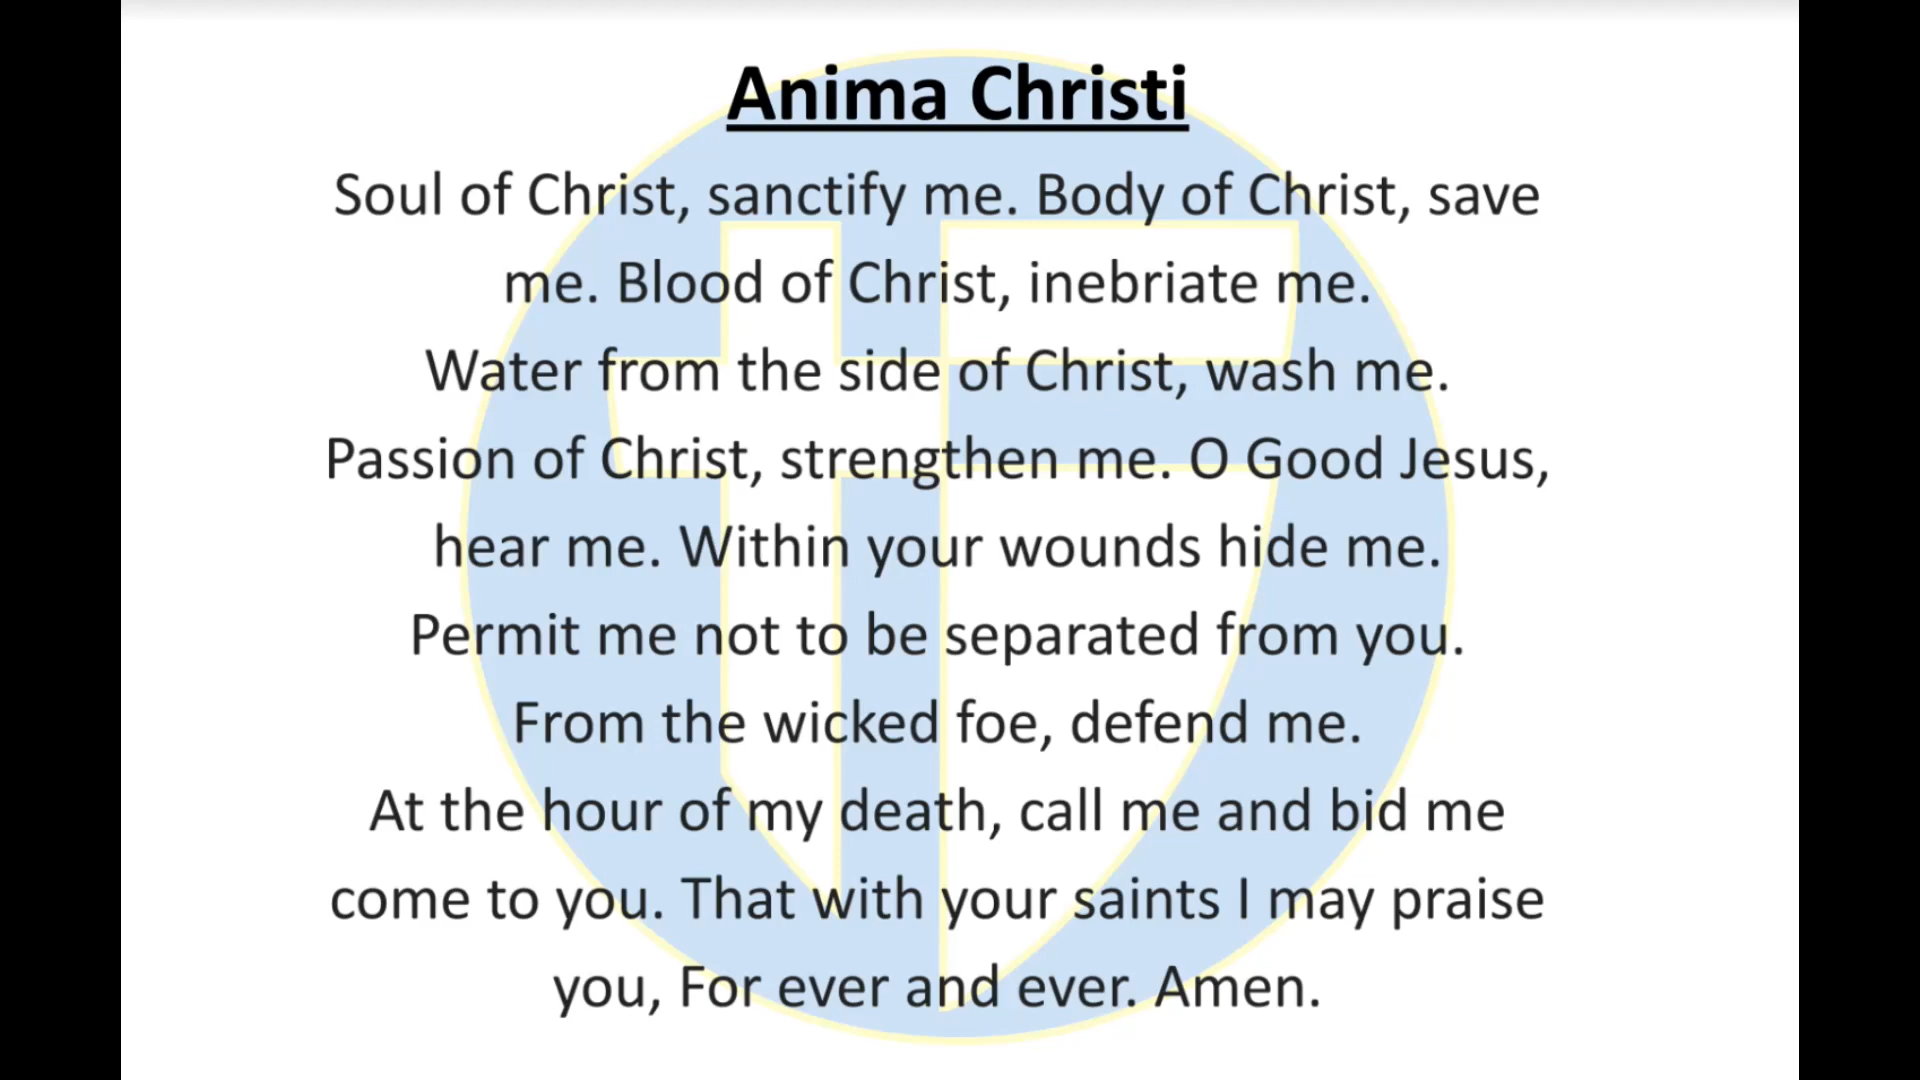 Anima Christi
Soul of Christ, sanctify me. Body of Christ, save
me. Blood of Christ, inebriate me.
Water from the side of Christ, wash me.
Passion of Christ, strengthen me. O Good Jesus,
hear me. Within your wounds hide me.
Permit me not to be separated from you.
From the wicked foe, defend me.
At the hour of my death, call me and bid me
come to you. That with your saints I may praise
you, For ever and ever. Amen.